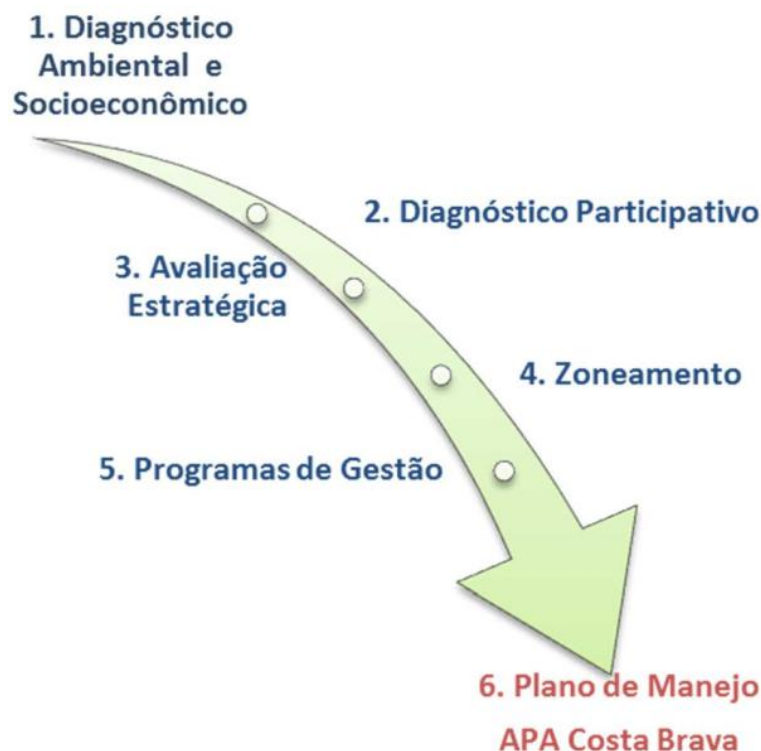 1. Diagnóstico
Ambiental e
Socioeconômico
2. Diagnóstico Participativo
3. Avaliação
Estratégica
4. Zoneamento
5. Programas de Gestão
6. Plano de Manejo
APA Costa Brava